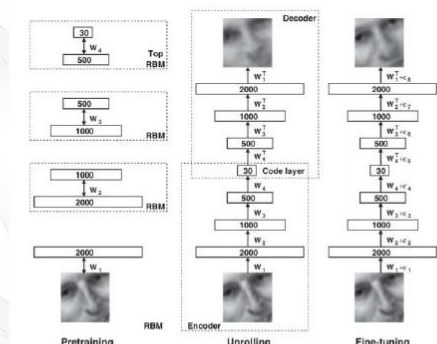 30
W4
500
Top
RBM
500
W3
1000
RBM
1000
W2
2000
RBM
2000
W1
RBM
Pretraining
Decoder
W1T
2000
W2T
1000
W3T
500
W4T
30
Code layer
W4
500
W3
1000
W2
2000
W1
Encoder
Unrolling
W1T+ε8
2000
W2T+ε7
1000
W3T+ε6
500
W4T+ε5
30
W4+ε4
500
W3+ε3
1000
W2+ε2
2000
W1+ε1
Fine-tuning